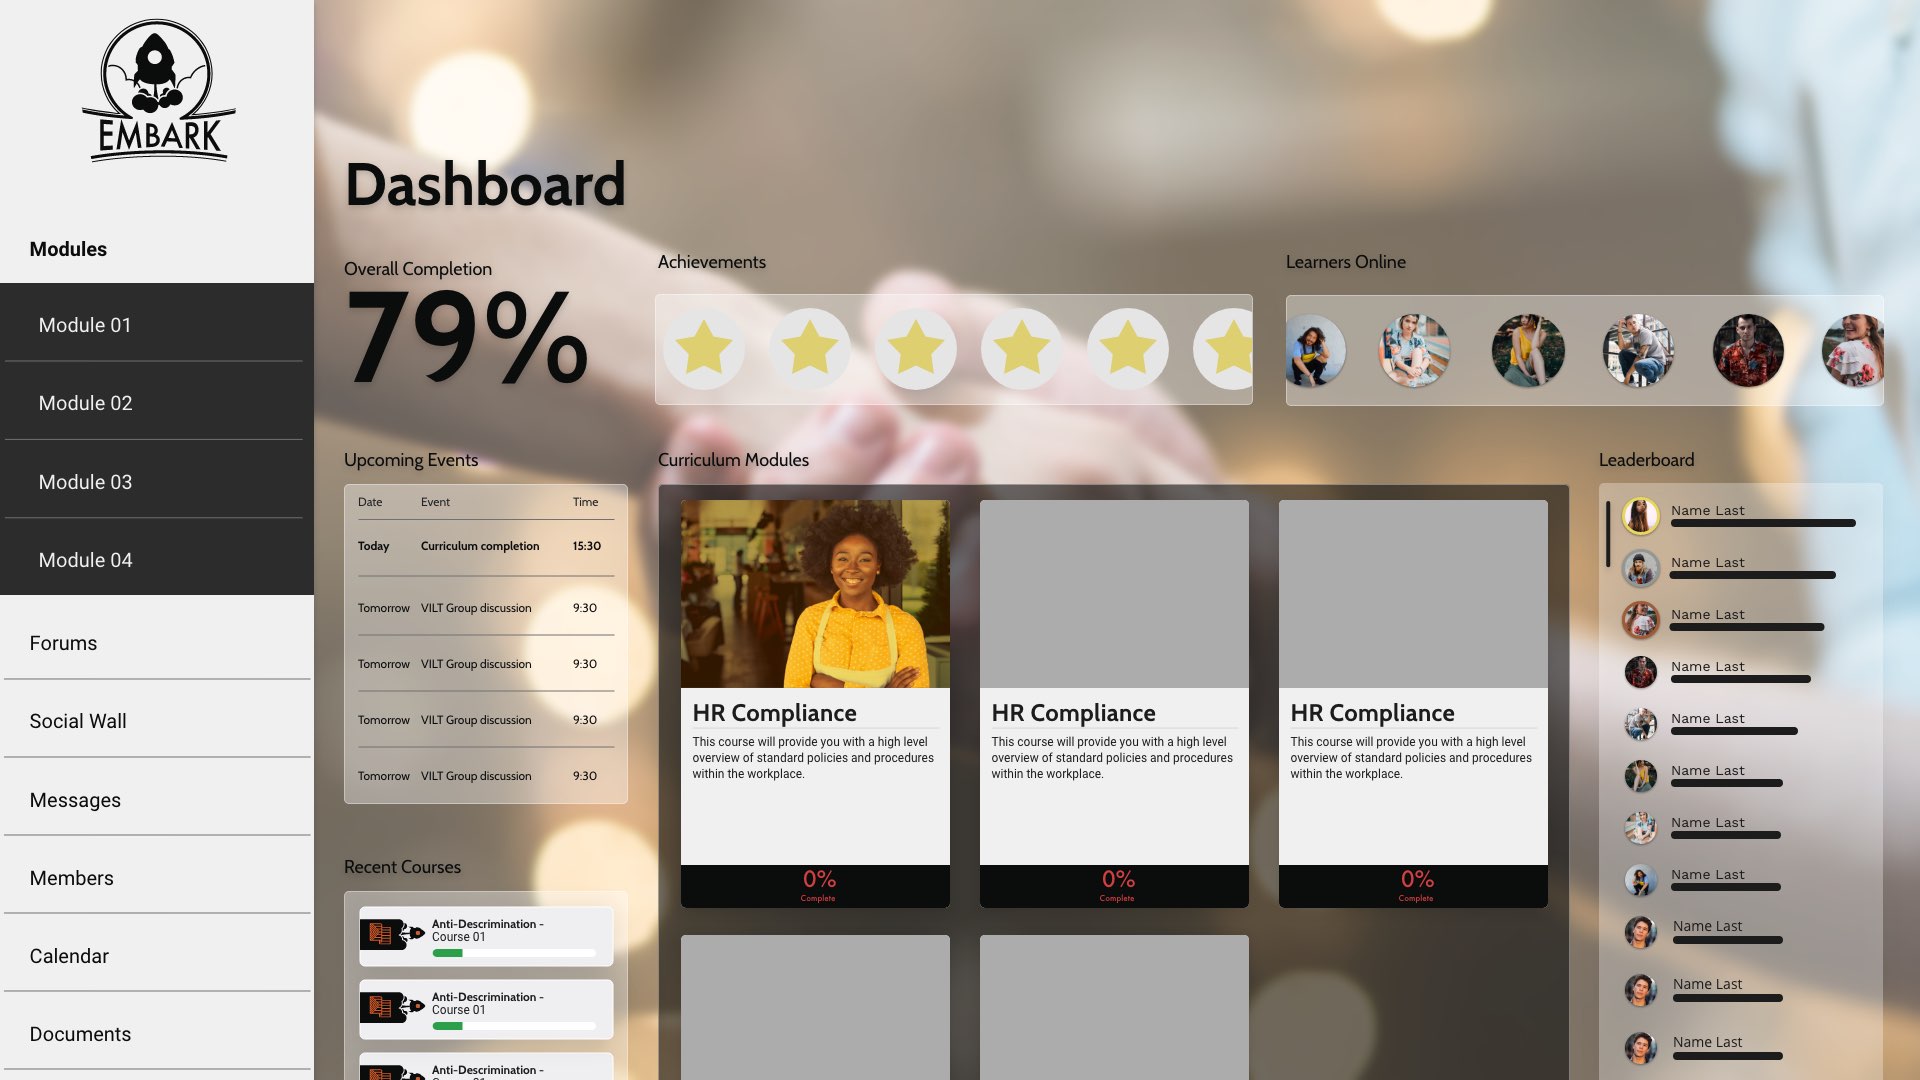 EMBARK
Modules
Module 01
Module 02
Module 03
Module 04
Forums
Social Wall
Messages
Members
Calendar
Documents
Dashboard
Overall Completion
79%
Achievements
Learners Online
Upcoming Events
Date Event Time
Today Curriculum completion 15:30
Tomorrow VILT Group discussion 9:30
Tomorrow VILT Group discussion 9:30
Tomorrow VILT Group discussion 9:30
Tomorrow VILT Group discussion 9:30
Recent Courses
Anti-Descrimination -
Course 01
Anti-Descrimination -
Course 01
Anti-Descrimination -
Curriculum Modules
HR Compliance
This course will provide you with a high level
overview of standard policies and procedures
within the workplace.
0%
Complete
HR Compliance
This course will provide you with a high level
overview of standard policies and procedures
within the workplace.
0%
Complete
HR Compliance
This course will provide you with a high level
overview of standard policies and procedures
within the workplace.
0%
Complete
Leaderboard
Name Last
Name Last
Name Last
Name Last
Name Last
Name Last
Name Last
Name Last
Name Last
Name Last
Name Last